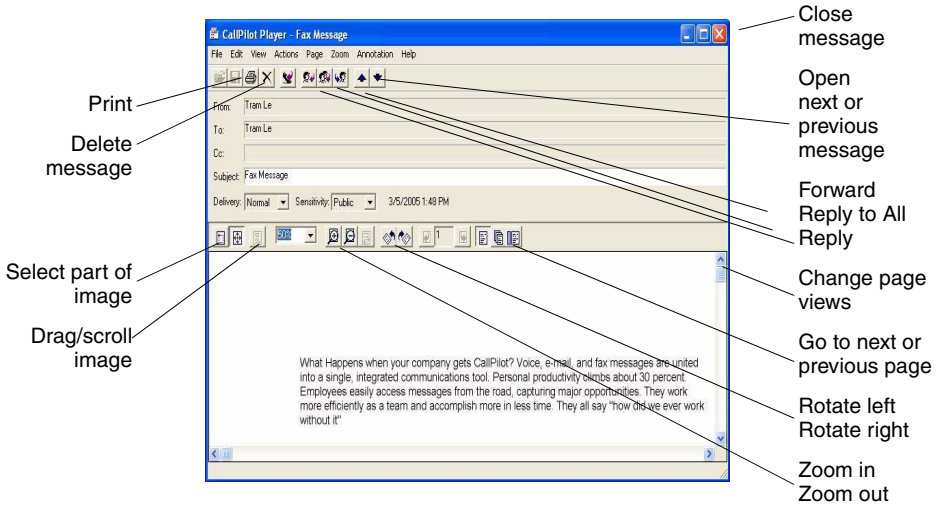 CallPilot Player - Fax Message
File Edit View Actions Page Zoom Annotation Help
From: Tram Le
To: Tram Le
Cc:
Subject: Fax Message
Delivery: Normal Sensitivity: Public 3/5/2005 1:48 PM
50% 1
What Happens when your company gets CallPilot? Voice, e-mail, and fax messages are united
into a single, integrated communications tool. Personal productivity climbs about 30 percent.
Employees easily access messages from the road, capturing major opportunities. They work
more efficiently as a team and accomplish more in less time. They all say "how did we ever work
without it"
Print
Delete
message
Select part of
image
Drag/scroll
image
Close
message
Open
next or
previous
message
Forward
Reply to All
Reply
Change page
views
Go to next or
previous page
Rotate left
Rotate right
Zoom in
Zoom out